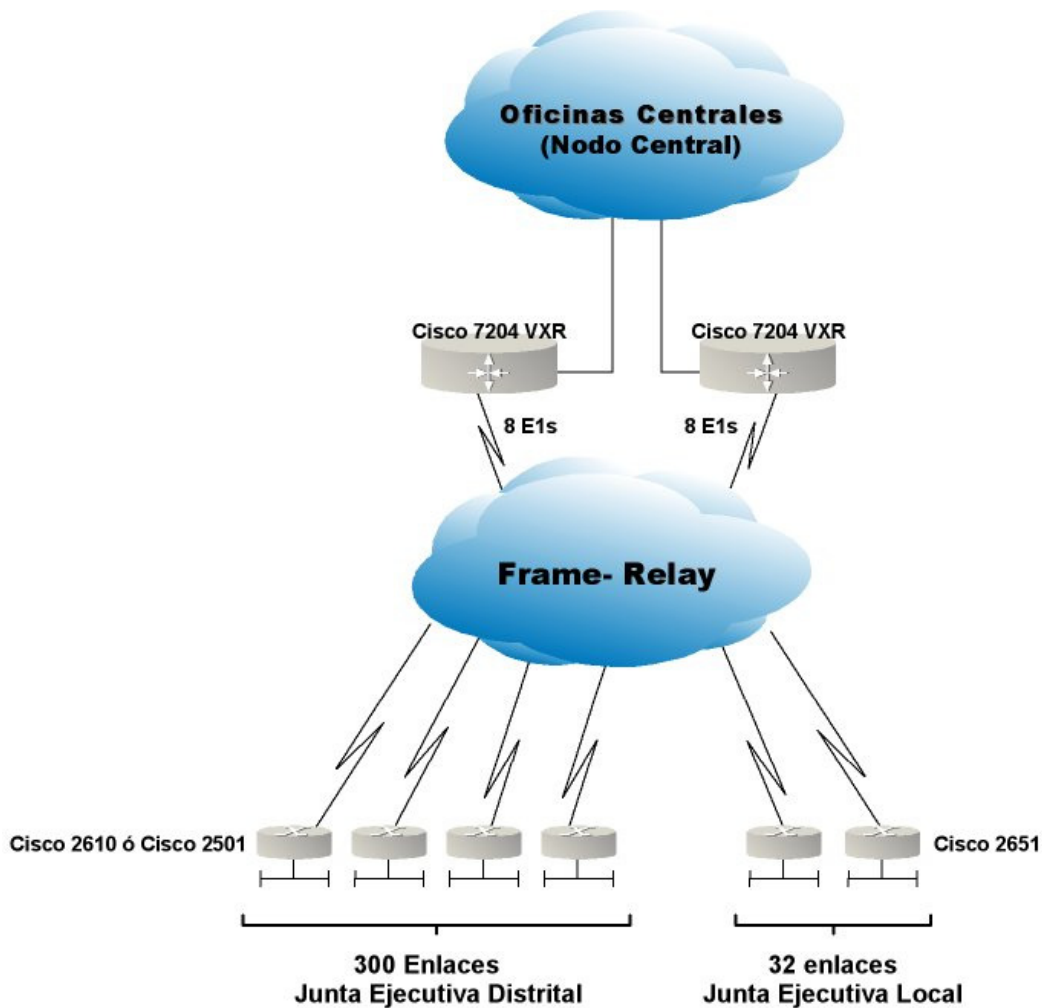 Oficinas Centrales
(Nodo Central)
Cisco 7204 VXR
Cisco 7204 VXR
8 E1s
8 E1s
Frame- Relay
Cisco 2610 ó Cisco 2501
Cisco 2651
300 Enlaces
Junta Ejecutiva Distrital
32 enlaces
Junta Ejecutiva Local